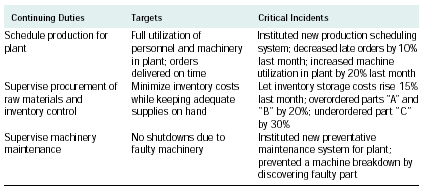 Continuing Duties Targets Critical Incidents
Schedule production for Full utilization of Instituted new production scheduling
plant personnel and machinery system; decreased late orders by 10%
in plant; orders last month; increased machine
delivered on time utilization in plant by 20% last month
Supervise procurement of Minimize inventory costs Let inventory storage costs rise 15%
raw materials and while keeping adequate last month; overordered parts "A" and
inventory control supplies on hand "B" by 20%; underordered part "C"
by 30%
Supervise machinery No shutdowns due to Instituted new preventative
maintenance faulty machinery maintenance system for plant;
prevented a machine breakdown by
discovering faulty part